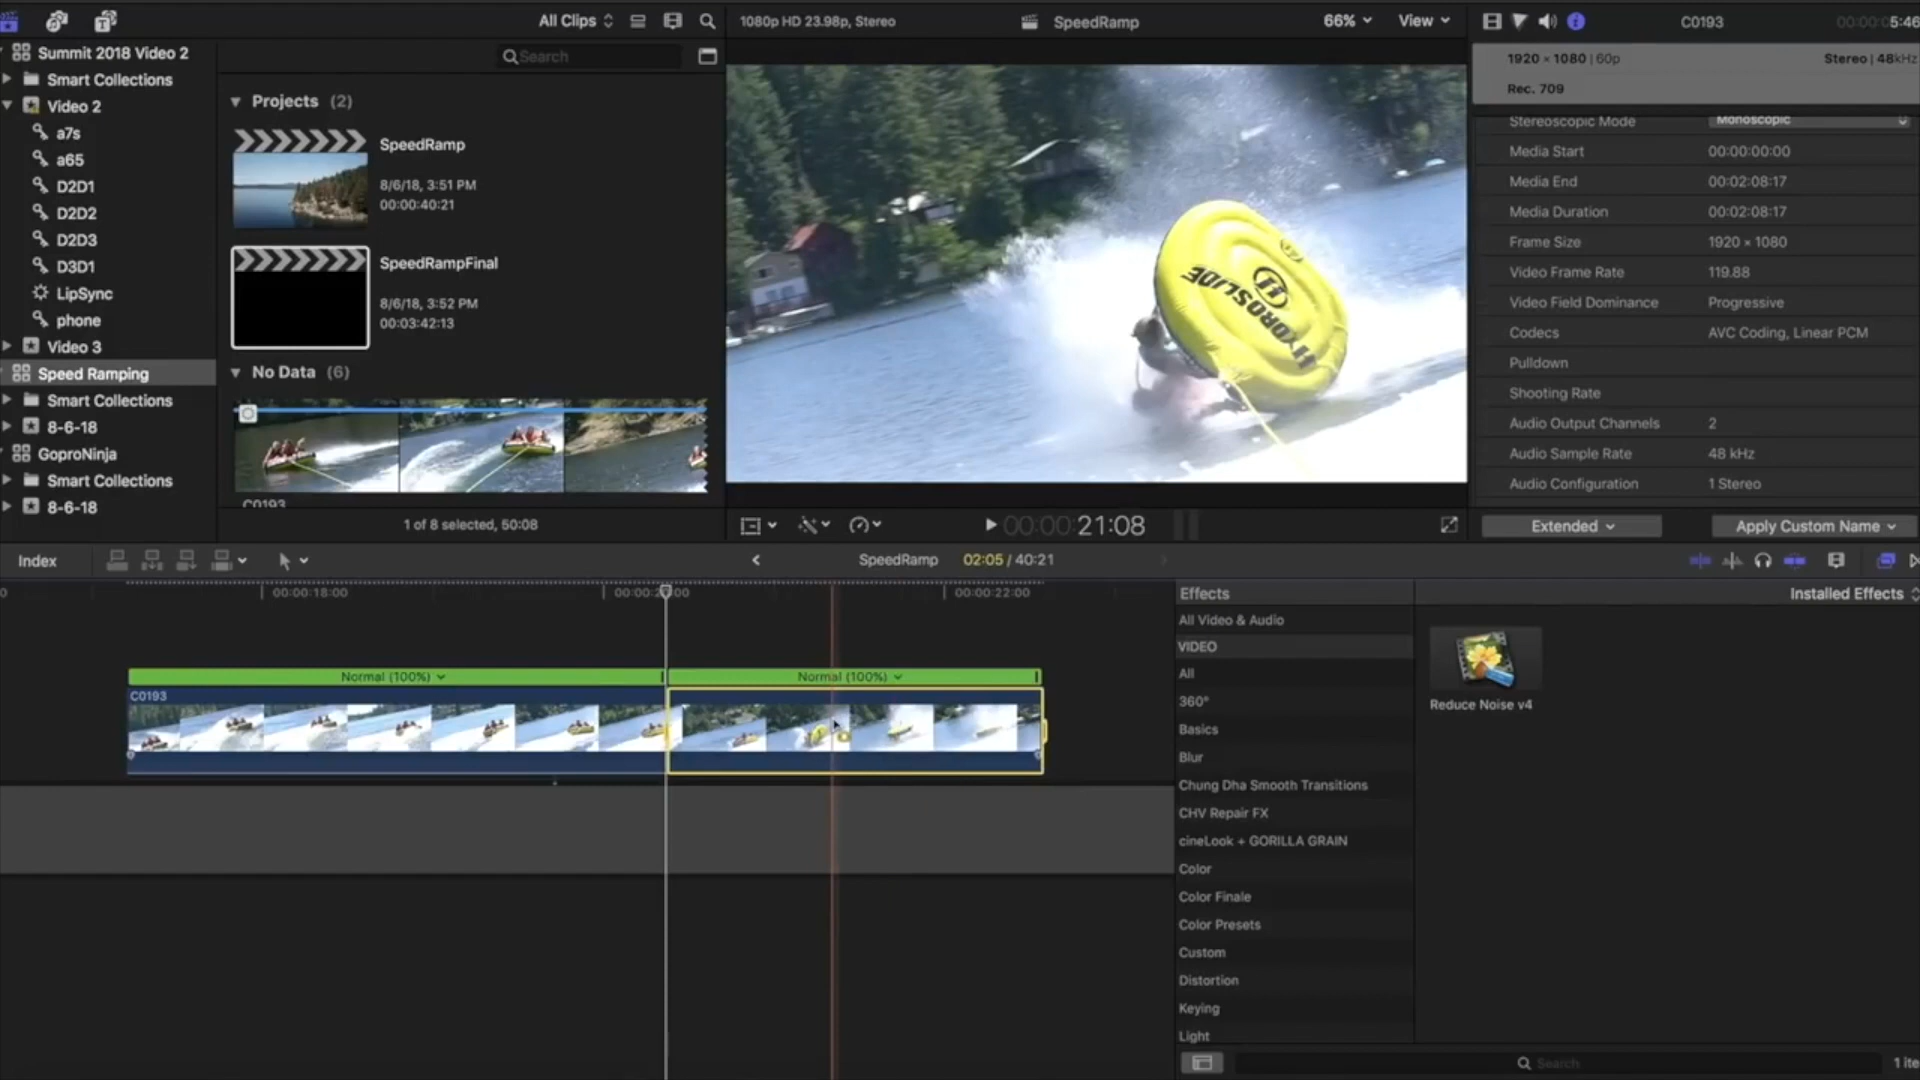 All Clips
1080p HD 23.98p, Stereo
SpeedRamp
66%
View
C0193
00:00:05:46
Summit 2018 Video 2
Smart Collections
Video 2
a7s
a65
D2D1
D2D2
D2D3
D3D1
LipSync
phone
Video 3
Speed Ramping
Smart Collections
8-6-18
GoproNinja
Smart Collections
8-6-18
Search
Projects (2)
SpeedRamp
8/6/18, 3:51 PM
00:00:40:21
SpeedRampFinal
8/6/18, 3:52 PM
00:03:42:13
No Data (6)
C0193
1 of 8 selected, 50:08
HYDROSLIDE
00:00:21:08
1920 × 1080 | 60p
Stereo | 48kHz
Rec. 709
Stereoscopic Mode Monoscopic
Media Start 00:00:00:00
Media End 00:02:08:17
Media Duration 00:02:08:17
Frame Size 1920 × 1080
Video Frame Rate 119.88
Video Field Dominance Progressive
Codecs AVC Coding, Linear PCM
Pulldown
Shooting Rate
Audio Output Channels 2
Audio Sample Rate 48 kHz
Audio Configuration 1 Stereo
Extended
Apply Custom Name
Index
SpeedRamp 02:05 / 40:21
00:00:18:00
00:00:22:00
Normal (100%)
Normal (100%)
C0193
Effects
Installed Effects
All Video & Audio
VIDEO
All
360°
Basics
Blur
Chung Dha Smooth Transitions
CHV Repair FX
cineLook + GORILLA GRAIN
Color
Color Finale
Color Presets
Custom
Distortion
Keying
Light
Reduce Noise v4
Search